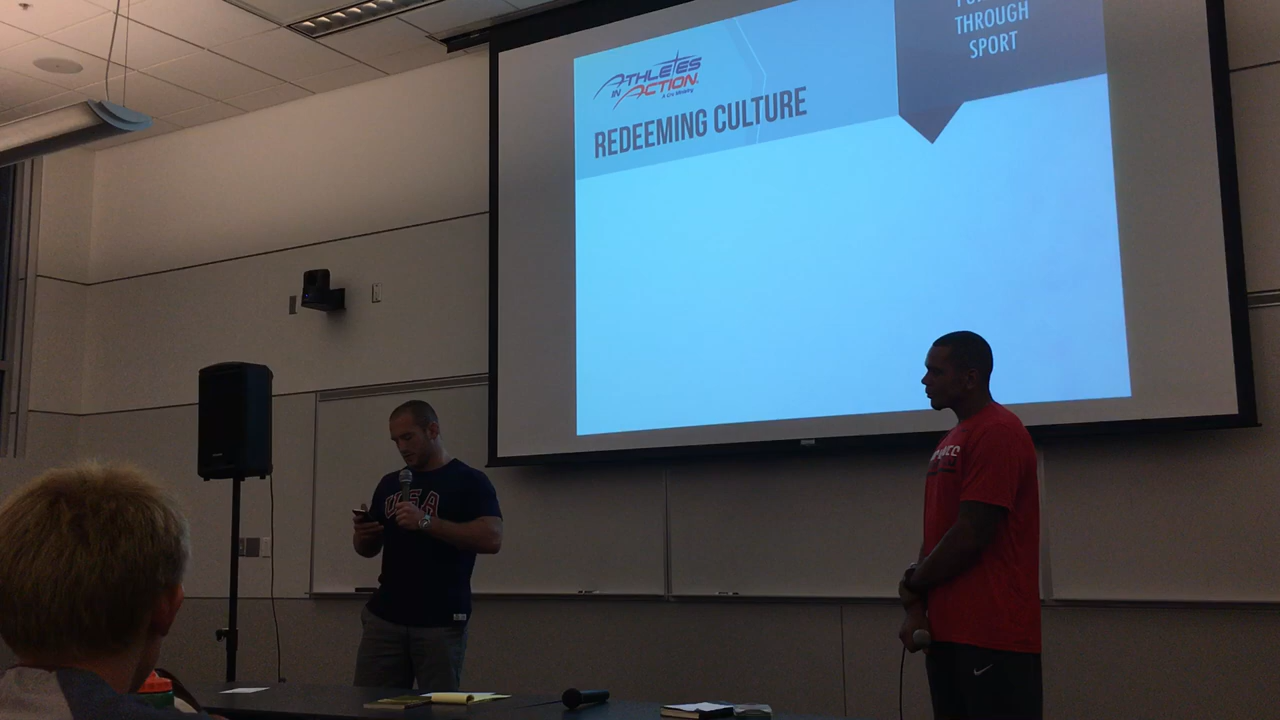 THROUGH
SPORT
ATHLETES
IN ACTION
A Cru Ministry
REDEEMING CULTURE
USA